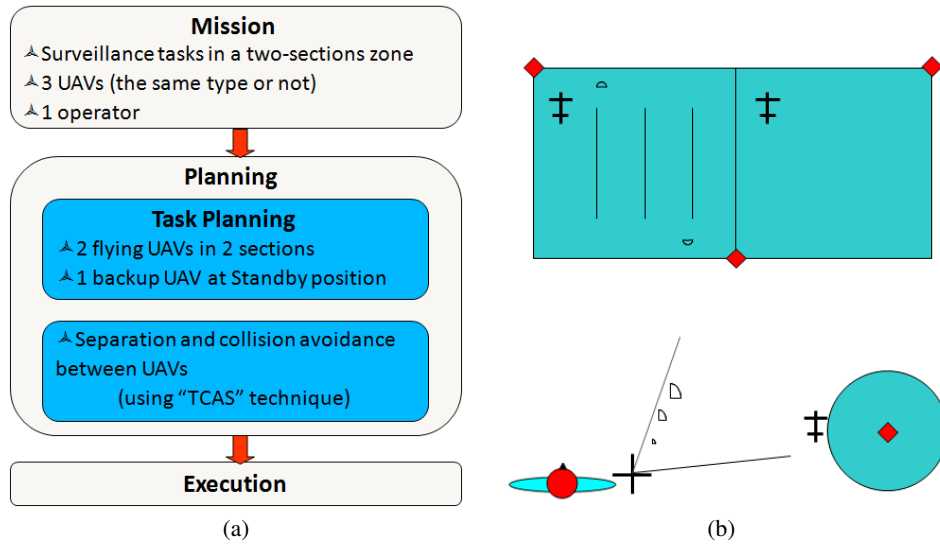 Mission
Surveillance tasks in a two-sections zone
3 UAVs (the same type or not)
1 operator
Planning
Task Planning
2 flying UAVs in 2 sections
1 backup UAV at Standby position
Separation and collision avoidance
between UAVs
(using “TCAS” technique)
Execution
(a)
(b)